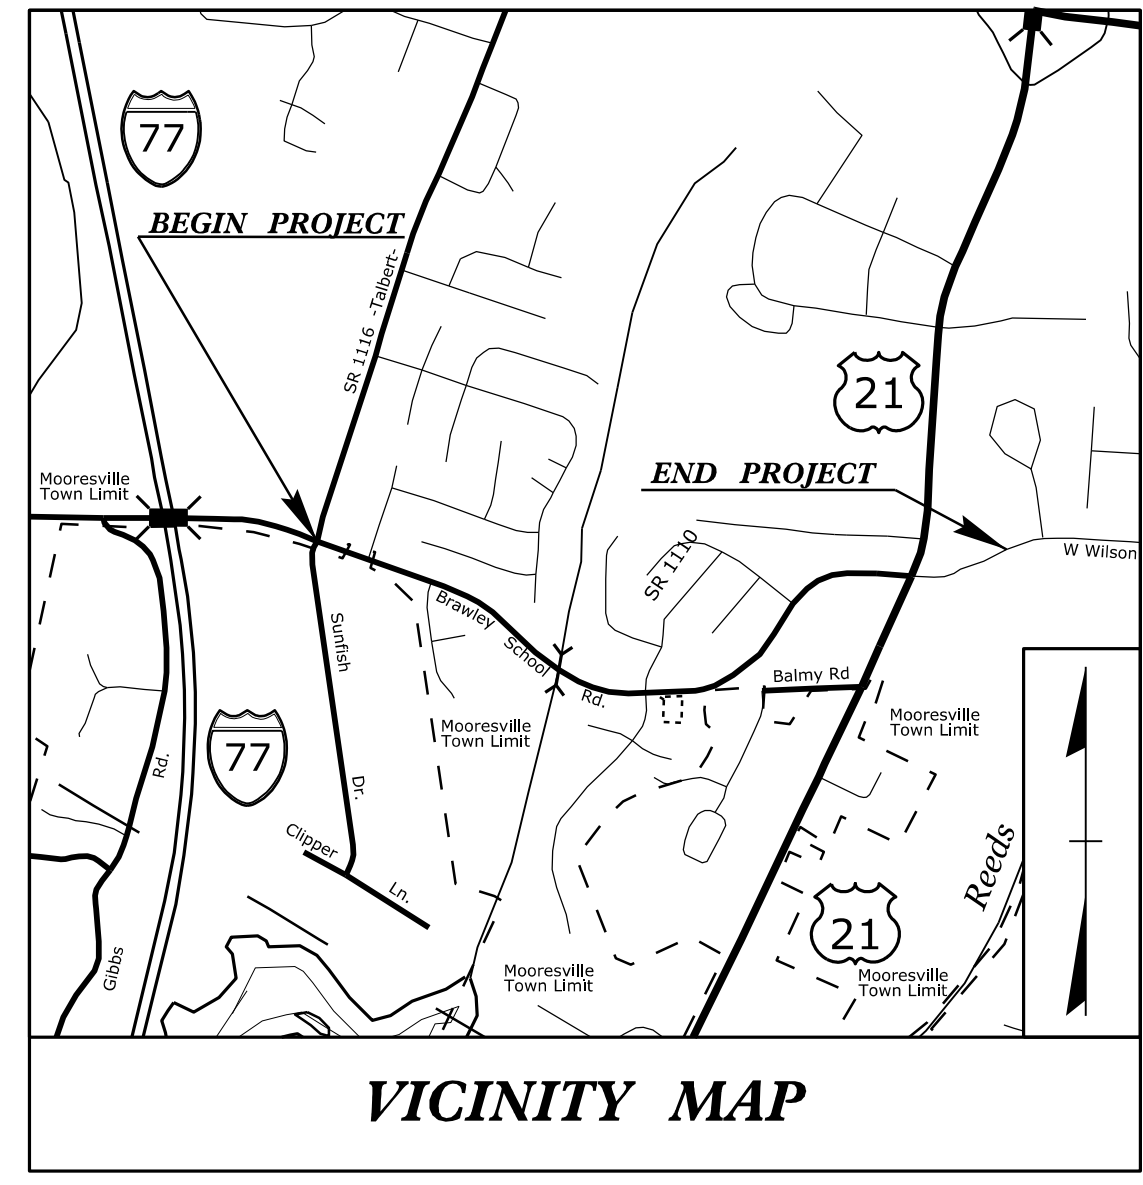 77
BEGIN PROJECT
SR 1116 -Talbert-
21
Mooresville
Town Limit
END PROJECT
SR 1110
W Wilson
Brawley
School
Rd.
Sunfish
Dr.
Balmy Rd
Mooresville
Town Limit
Mooresville
Town Limit
77
Rd.
Gibbs
Clipper
Ln.
Reeds
21
Mooresville
Town Limit
Mooresville
Town Limit
VICINITY MAP